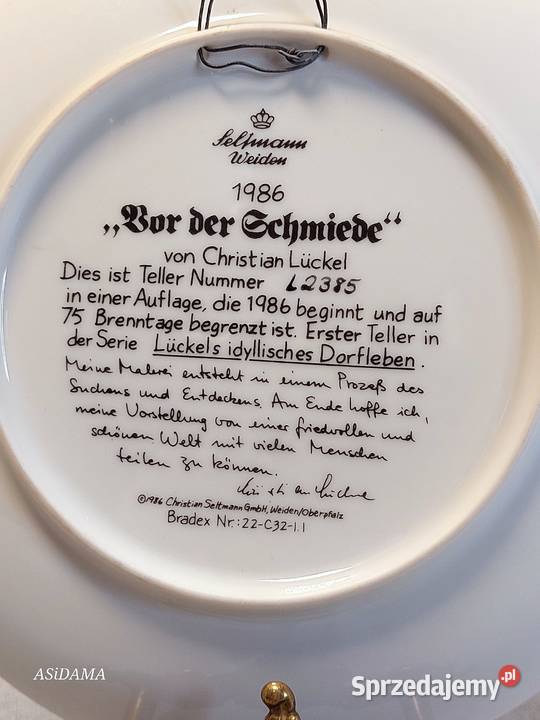 Seltmann
Weiden
1986
„Vor der Schmiede“
von Christian Lückel
Dies ist Teller Nummer L2385
in einer Auflage, die 1986 beginnt und auf
75 Brenntage begrenzt ist. Erster Teller in
der Serie Lückels idyllisches Dorfleben.
Meine Malerei entsteht in einem Prozeß des
Suchens und Entdeckens. Am Ende hoffe ich,
meine Vorstellung von einer friedvollen und
schönen Welt mit vielen Menschen
teilen zu können.
©1986 Christian Seltmann GmbH, Weiden/Oberpfalz
Bradex Nr.: 22-C32-1.1
ASiDAMA
Sprzedajemy.pl